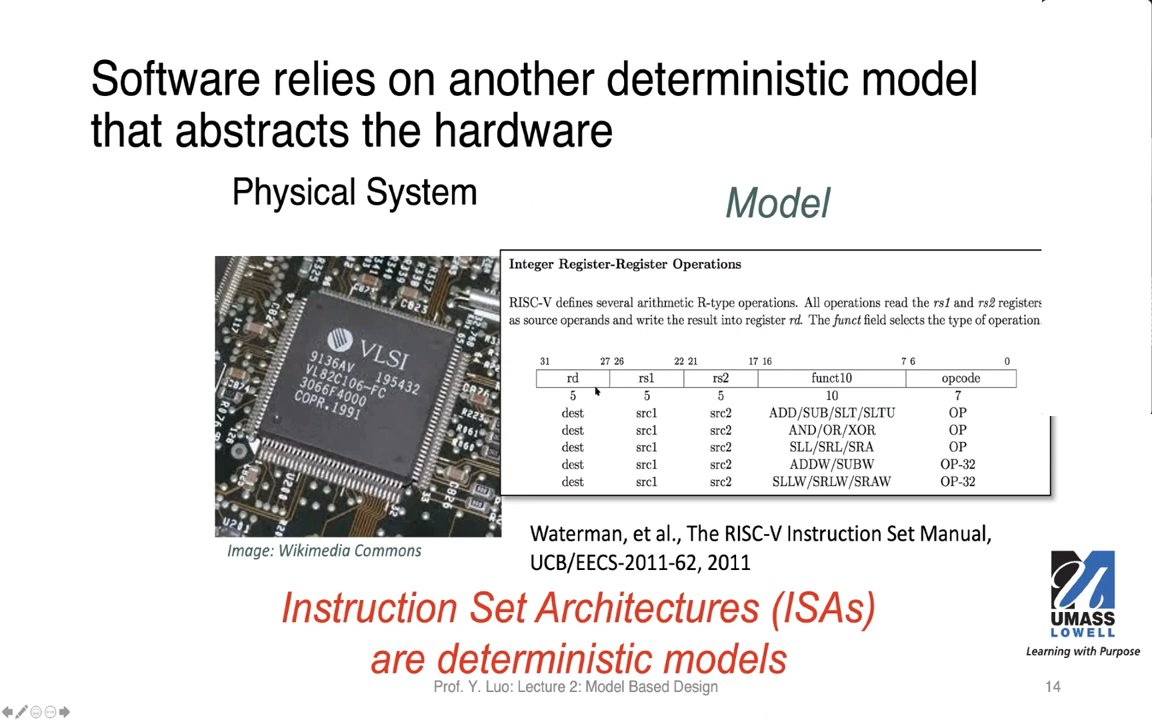 Software relies on another deterministic model
that abstracts the hardware
Physical System
Model
VLSI
9136AV 195432
VL82C106-FC
3066F4000
COPR.1991
Integer Register-Register Operations
RISC-V defines several arithmetic R-type operations. All operations read the rs1 and rs2 registers
as source operands and write the result into register rd. The funct field selects the type of operation
31 27 26 22 21 17 16 7 6 0
rd rs1 rs2 funct10 opcode
5 5 5 10 7
dest src1 src2 ADD/SUB/SLT/SLTU OP
dest src1 src2 AND/OR/XOR OP
dest src1 src2 SLL/SRL/SRA OP
dest src1 src2 ADDW/SUBW OP-32
dest src1 src2 SLLW/SRLW/SRAW OP-32
Image: Wikimedia Commons
Waterman, et al., The RISC-V Instruction Set Manual,
UCB/EECS-2011-62, 2011
Instruction Set Architectures (ISAs)
are deterministic models
UMASS
LOWELL
Learning with Purpose
Prof. Y. Luo: Lecture 2: Model Based Design
14